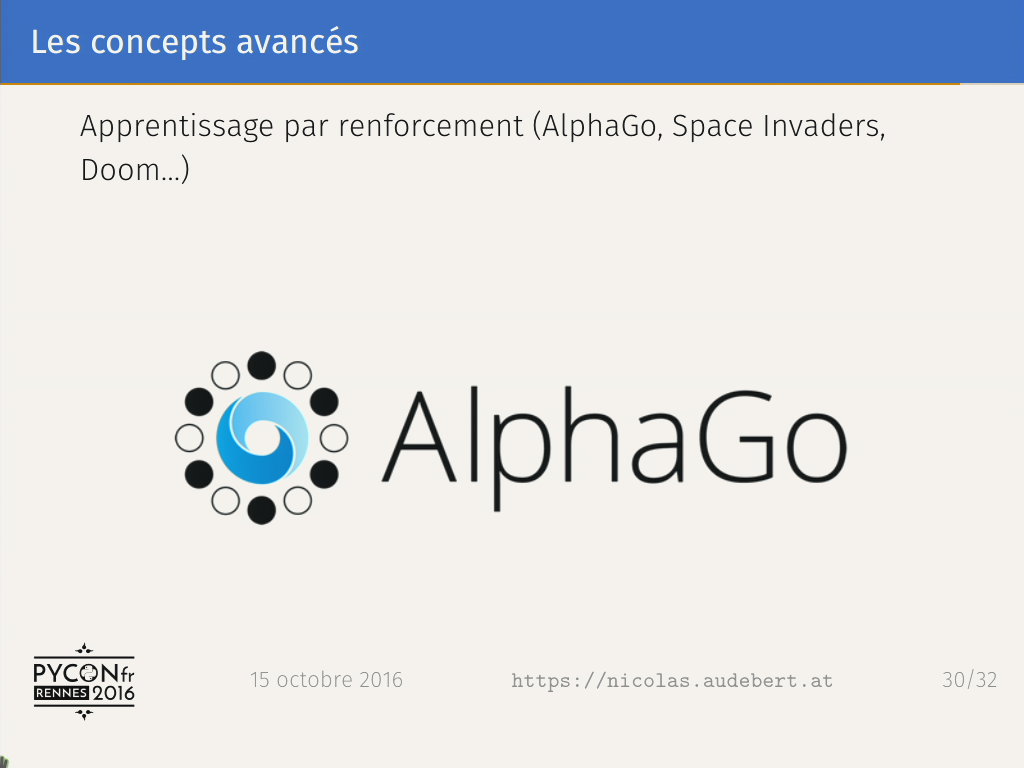 Les concepts avancés
Apprentissage par renforcement (AlphaGo, Space Invaders,
Doom...)
AlphaGo
PYCON fr
RENNES 2016
15 octobre 2016
https://nicolas.audebert.at
30/32